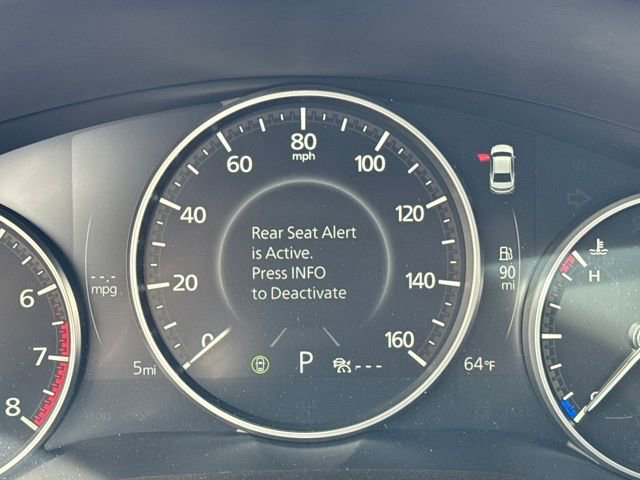 80
mph
60
100
40
120
20
140
0
160
Rear Seat Alert
is Active.
Press INFO
to Deactivate
P
---
---
mpg
5mi
64°F
90
mi
6
7
8
H
C
stop